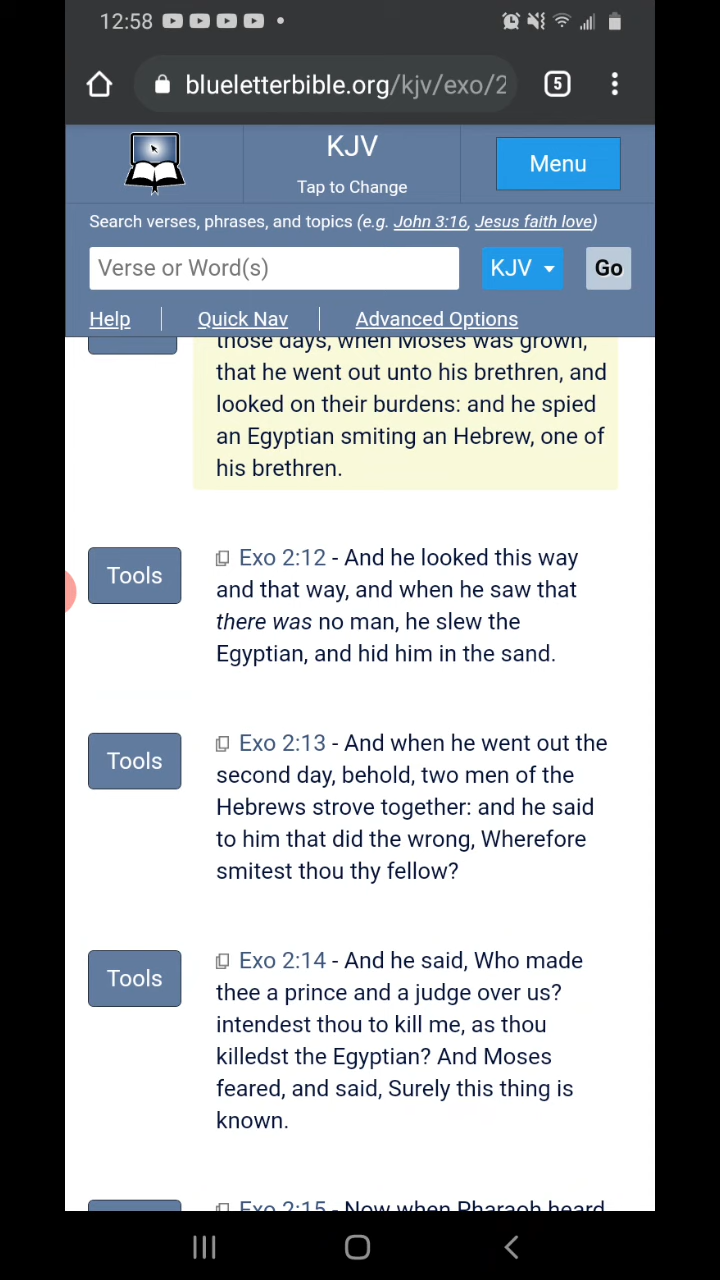 12:58
blueletterbible.org/kjv/exo/2
5
KJV
Tap to Change
Menu
Search verses, phrases, and topics (e.g. John 3:16, Jesus faith love)
Verse or Word(s)
KJV
Go
Help
Quick Nav
Advanced Options
those days, when Moses was grown,
that he went out unto his brethren, and
looked on their burdens: and he spied
an Egyptian smiting an Hebrew, one of
his brethren.
Tools
Exo 2:12 - And he looked this way
and that way, and when he saw that
there was no man, he slew the
Egyptian, and hid him in the sand.
Tools
Exo 2:13 - And when he went out the
second day, behold, two men of the
Hebrews strove together: and he said
to him that did the wrong, Wherefore
smitest thou thy fellow?
Tools
Exo 2:14 - And he said, Who made
thee a prince and a judge over us?
intendest thou to kill me, as thou
killedst the Egyptian? And Moses
feared, and said, Surely this thing is
known.
Exo 2:15 - Now when Pharaoh heard